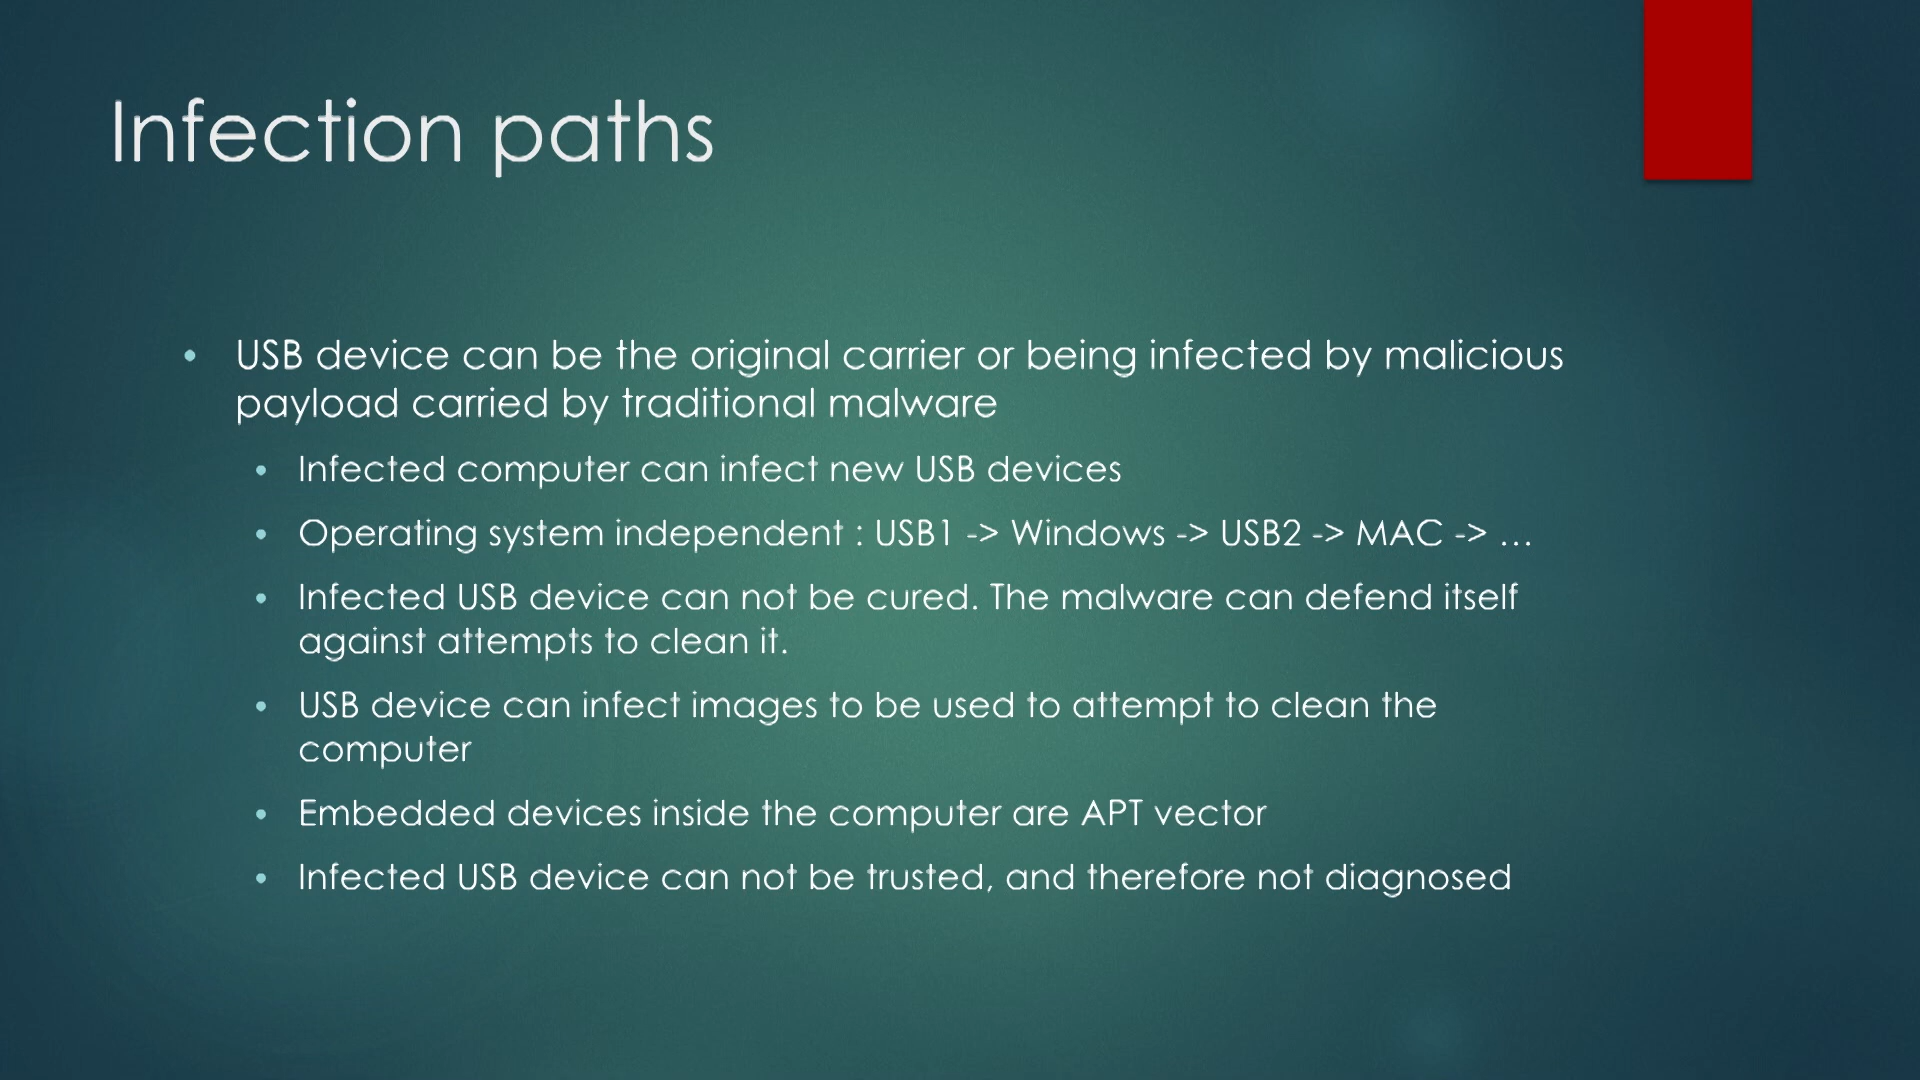 Infection paths
• USB device can be the original carrier or being infected by malicious
payload carried by traditional malware
• Infected computer can infect new USB devices
• Operating system independent : USB1 -> Windows -> USB2 -> MAC -> …
• Infected USB device can not be cured. The malware can defend itself
against attempts to clean it.
• USB device can infect images to be used to attempt to clean the
computer
• Embedded devices inside the computer are APT vector
• Infected USB device can not be trusted, and therefore not diagnosed